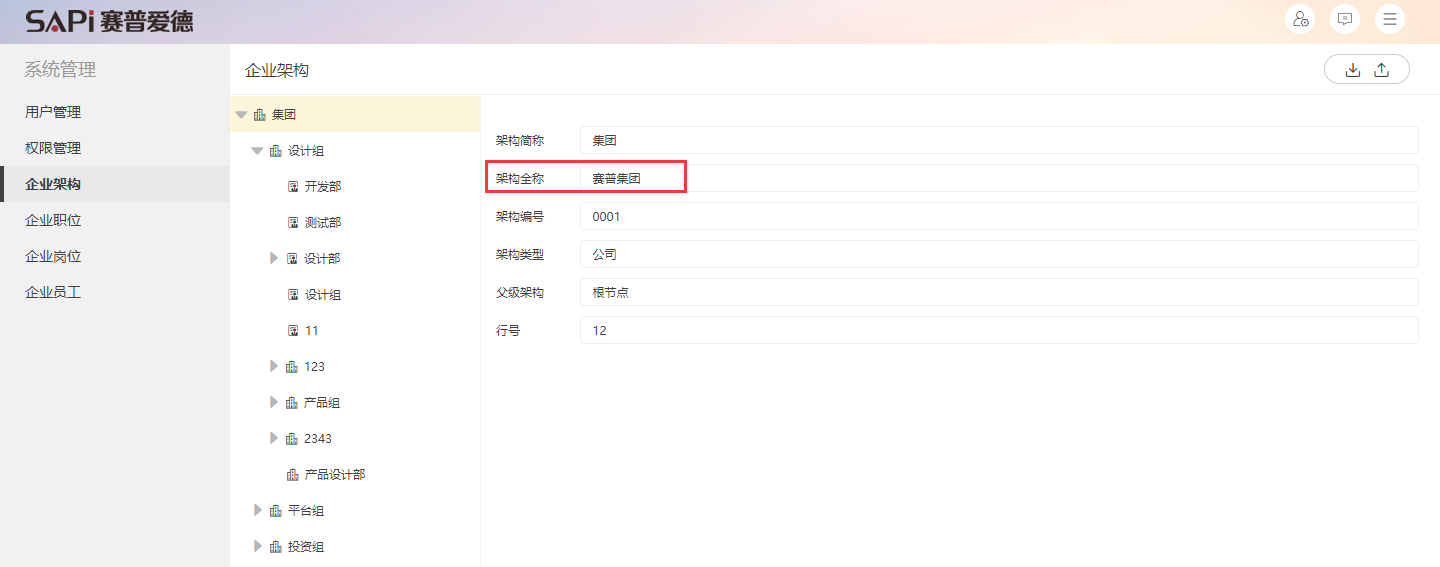 SAPi 赛普爱德
系统管理
用户管理
权限管理
企业架构
企业职位
企业岗位
企业员工
企业架构
集团
设计组
开发部
测试部
设计部
设计组
11
123
产品组
2343
产品设计部
平台组
投资组
架构简称 集团
架构全称 赛普集团
架构编号 0001
架构类型 公司
父级架构 根节点
行号 12